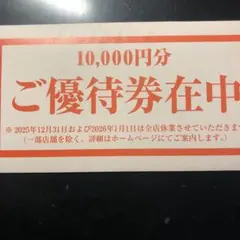 10,000円分
ご優待券在中
※2025年12月31日および2026年1月1日は全店休業させていただきます
(一部店舗を除く、詳細はホームページにてご案内します。)